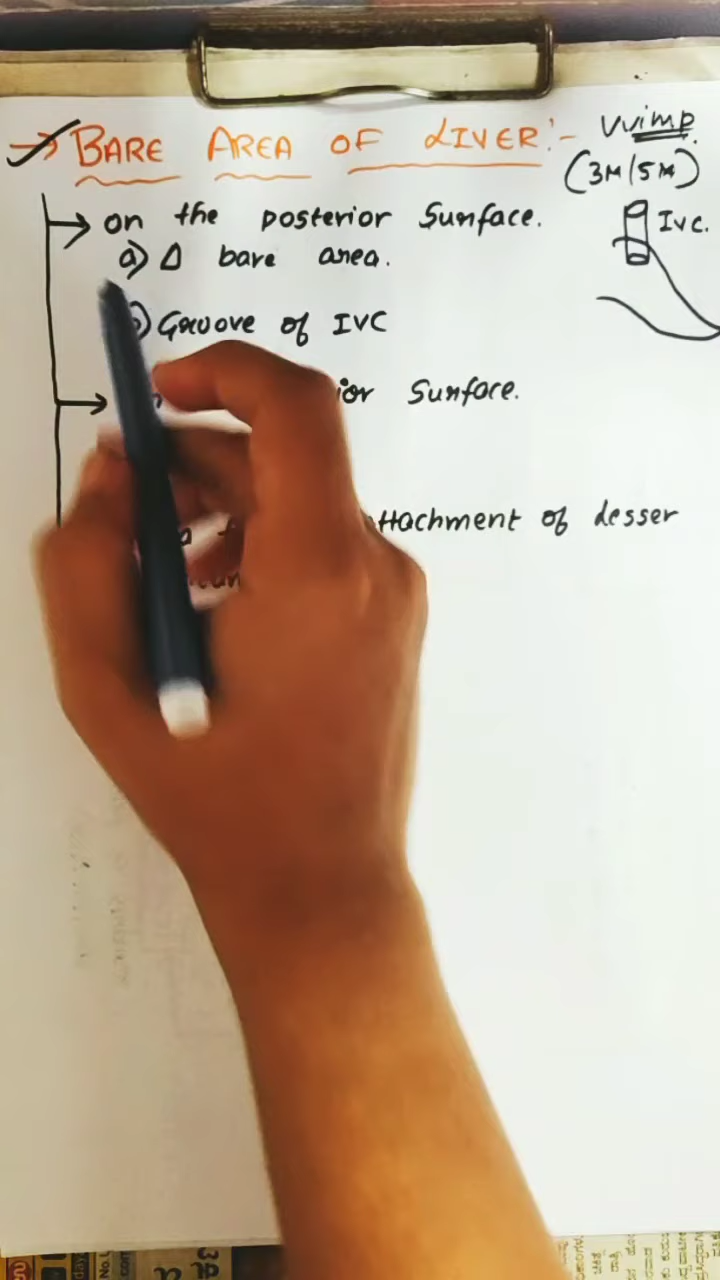 → BARE AREA OF LIVER:- VVimp.
(3M/5M)
→ on the posterior Surface.
IVC.
a) Δ bare area.
Groove of IVC
Surface.
of Lesser